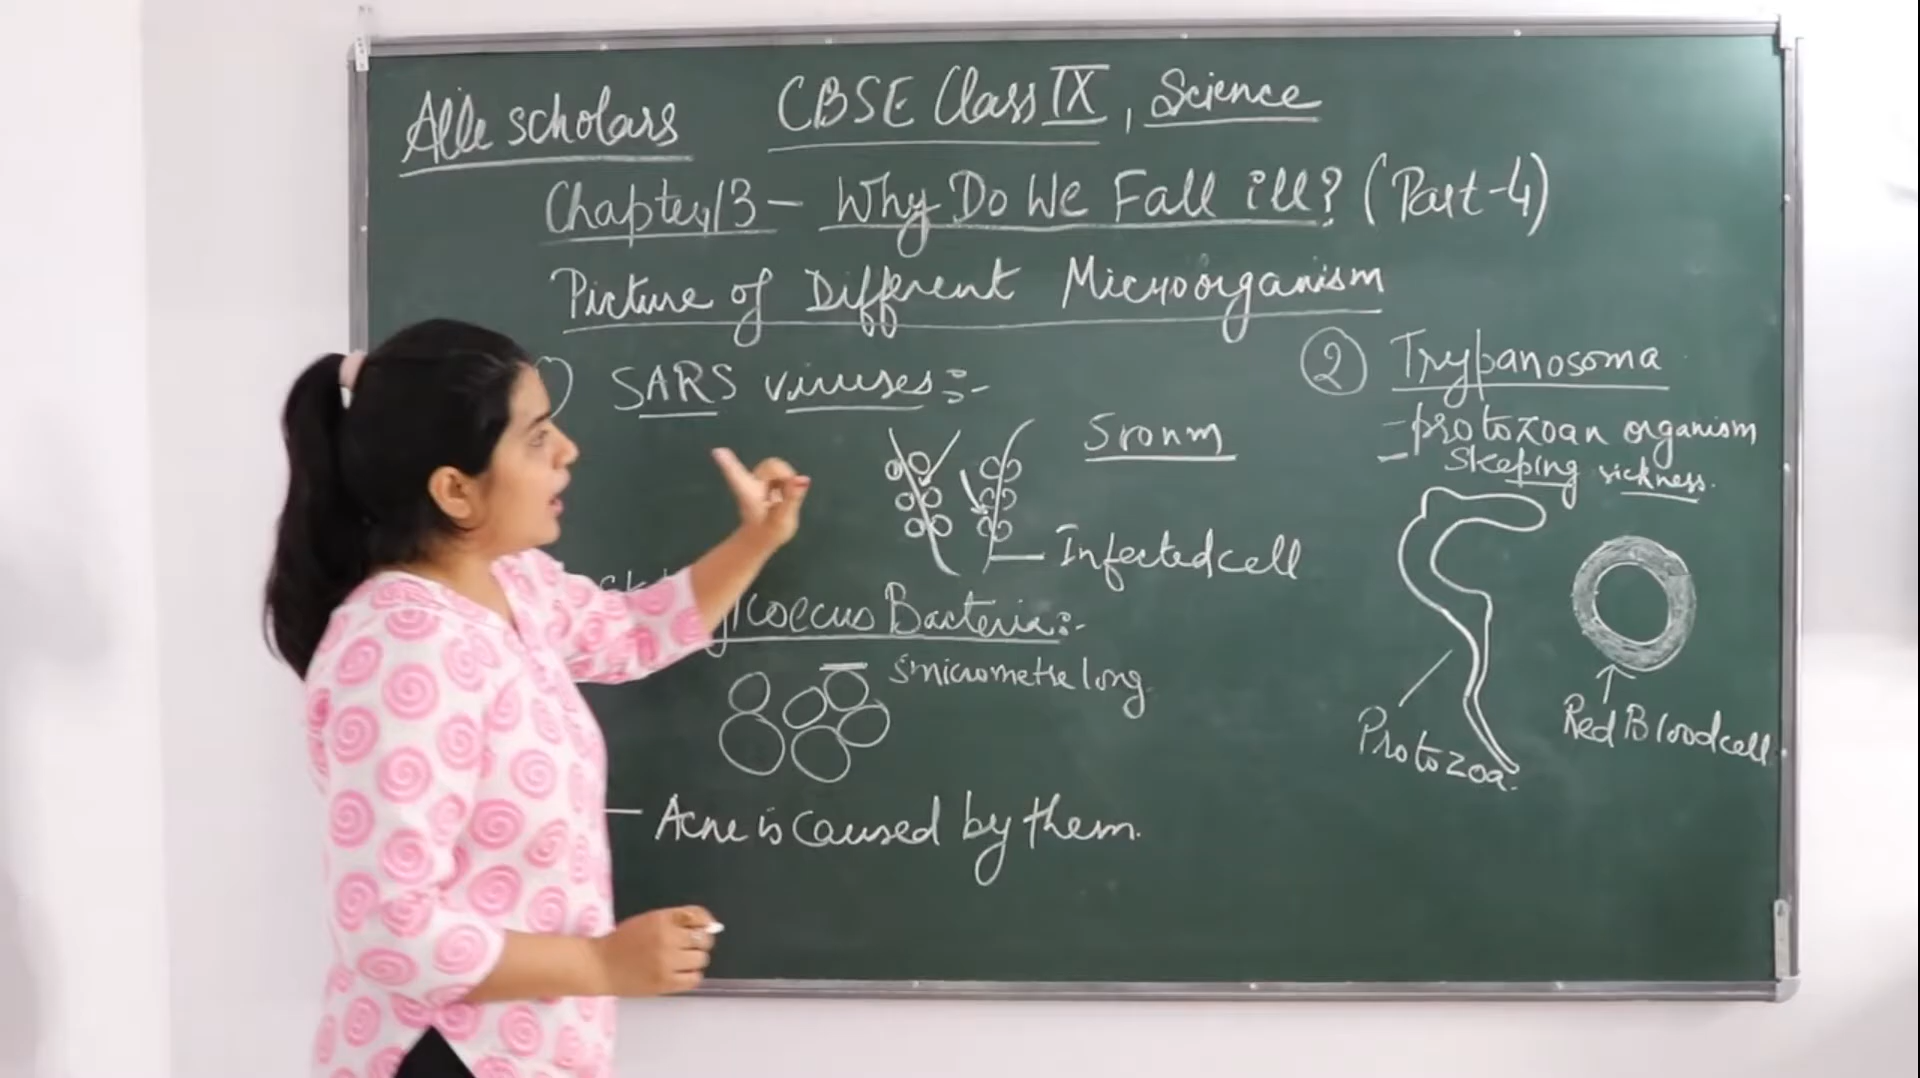 Alle scholars
CBSE Class IX, Science
Chapter 13 - Why Do We Fall ill? (Part-4)
Picture of Different Microorganism
SARS viruses :-
Infected cell
Bacteria :-
5 micrometre long
- Acne is caused by them.
② Trypanosoma
- protozoan organism
- Sleeping sickness.
Protozoa.
Red Blood cell